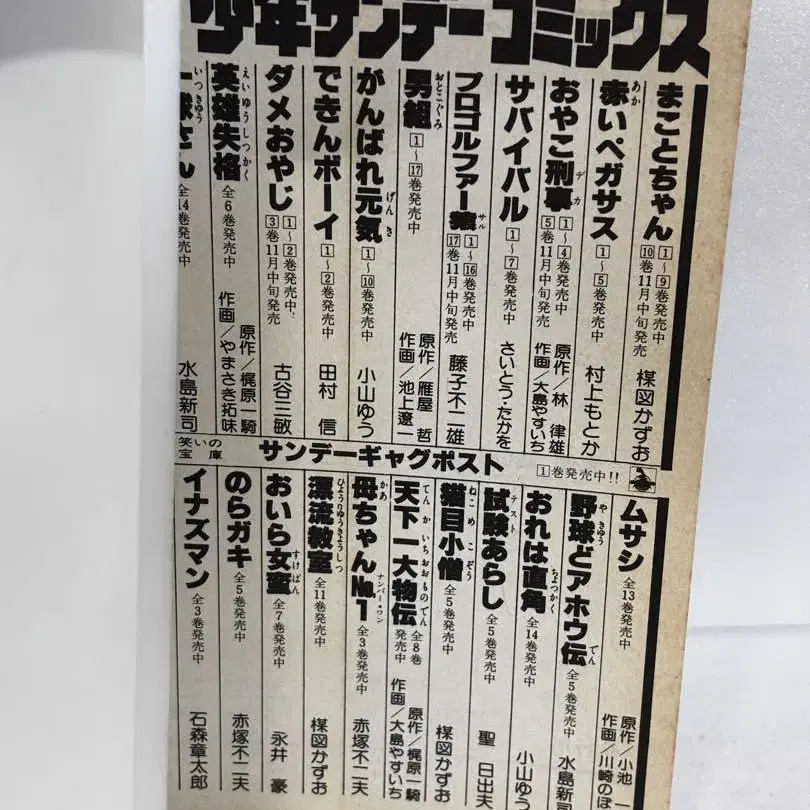 少年サンデーコミックス
まことちゃん 1〜9巻発売中 10巻11月中旬発売 楳図かずお
赤いペガサス 1〜5巻発売中 村上もとか
おやこ刑事 1〜4巻発売中 5巻11月中旬発売 原作/林 律雄 作画/大島やすいち
サバイバル 1〜7巻発売中 さいとう・たかを
プロゴルファー猿 1〜16巻発売中 17巻11月中旬発売 藤子不二雄
男組 1〜17巻発売中 原作/雁屋 哲 作画/池上遼一
がんばれ元気 1〜10巻発売中 小山ゆう
できんボーイ 1〜2巻発売中 田村 信
ダメおやじ 1〜2巻発売中、3巻11月中旬発売 古谷三敏
英雄失格 全6巻発売中 原作/梶原一騎 作画/やまさき拓味
一球さん 全14巻発売中 水島新司
笑いの宝庫 サンデーギャグポスト 1巻発売中!!
ムサシ 全13巻発売中 原作/小池 作画/川崎のぼ
野球どアホウ伝 全5巻発売中 水島新司
おれは直角 全14巻発売中 小山ゆう
試験あらし 全5巻発売中 聖 日出夫
猫目小僧 全5巻発売中 楳図かずお
天下一大物伝 全8巻発売中 原作/梶原一騎 作画/大島やすいち
母ちゃんNo.1 全3巻発売中 赤塚不二夫
漂流教室 全11巻発売中 楳図かずお
おいら女蛮 全7巻発売中 永井 豪
のらガキ 全5巻発売中 赤塚不二夫
イナズマン 全3巻発売中 石森章太郎